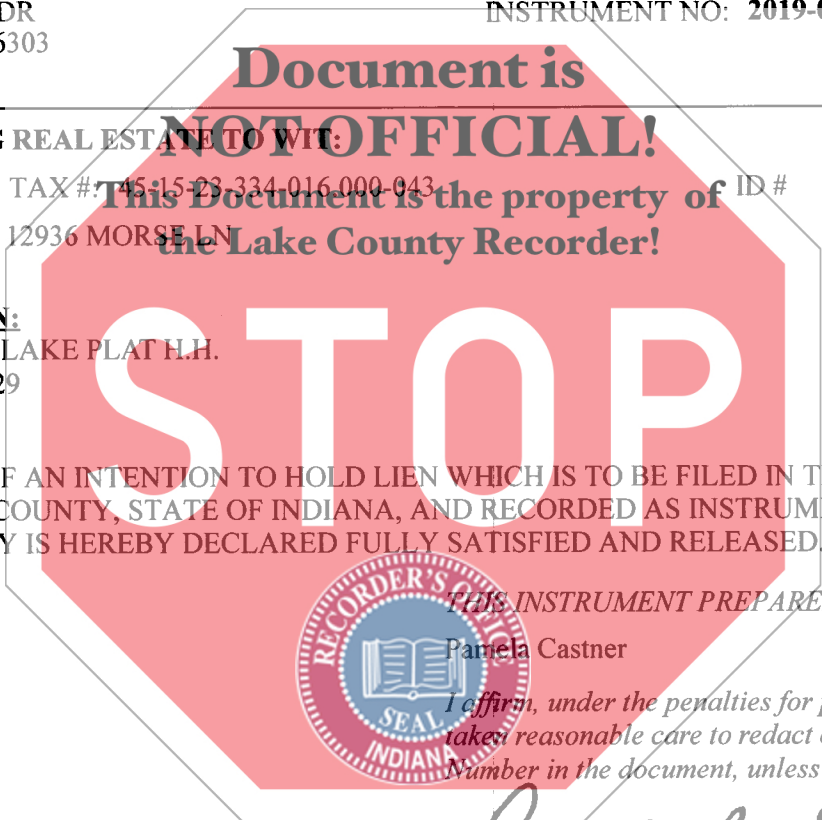 DR INSTRUMENT NO: 2019-0
6303
Document is
NOT OFFICIAL!
G REAL ESTATE TO WIT:
TAX #: 45-15-23-334-016.000-043 ID #
This Document is the property of
12936 MORSE LN
the Lake County Recorder!
N:
LAKE PLAT H.H.
29
STOP
F AN INTENTION TO HOLD LIEN WHICH IS TO BE FILED IN T
COUNTY, STATE OF INDIANA, AND RECORDED AS INSTRUM
Y IS HEREBY DECLARED FULLY SATISFIED AND RELEASED.
RECORDER'S OFFICE
SEAL
INDIANA
THIS INSTRUMENT PREPARE
Pamela Castner
I affirm, under the penalties for p
taken reasonable care to redact
Number in the document, unless